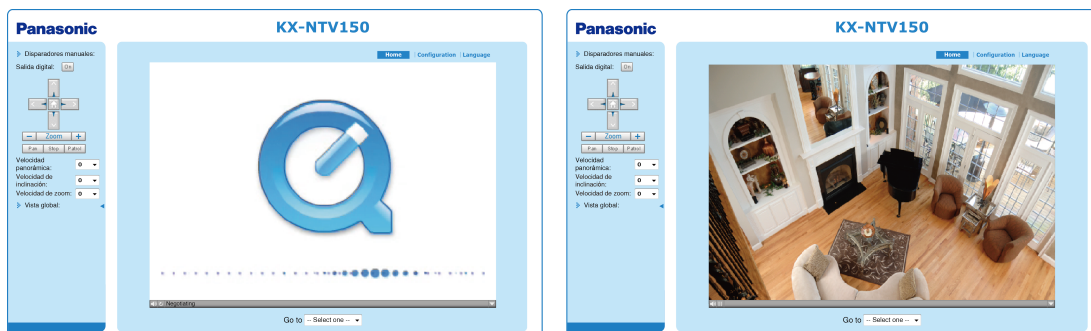 Panasonic
KX-NTV150
Disparadores manuales:
Salida digital: On
Home | Configuration | Language
Zoom
Pan Stop Patrol
Velocidad
panorámica: 0
Velocidad de
inclinación: 0
Velocidad de zoom: 0
Vista global:
Negotiating
Go to -- Select one --
Panasonic
KX-NTV150
Disparadores manuales:
Salida digital: On
Home | Configuration | Language
Zoom
Pan Stop Patrol
Velocidad
panorámica: 0
Velocidad de
inclinación: 0
Velocidad de zoom: 0
Vista global:
Go to -- Select one --